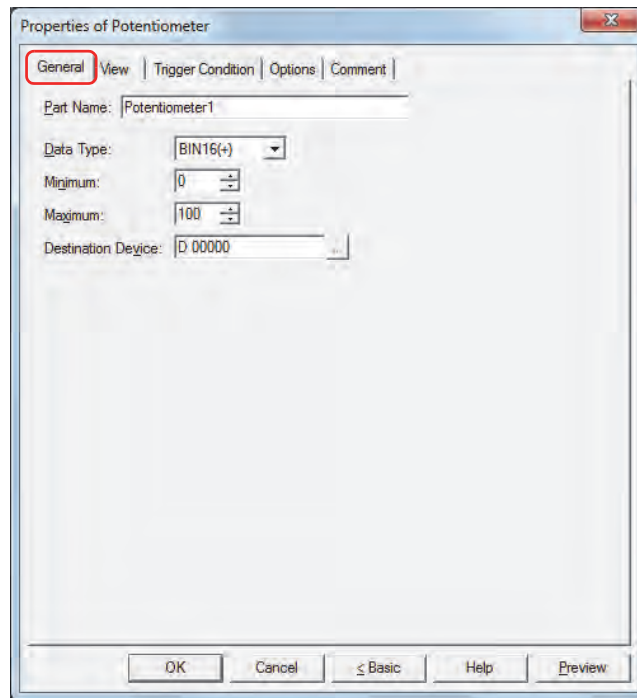 Properties of Potentiometer
General View Trigger Condition Options Comment
Part Name: Potentiometer1
Data Type: BIN16(+)
Minimum: 0
Maximum: 100
Destination Device: D 00000 ...
OK Cancel < Basic Help Preview